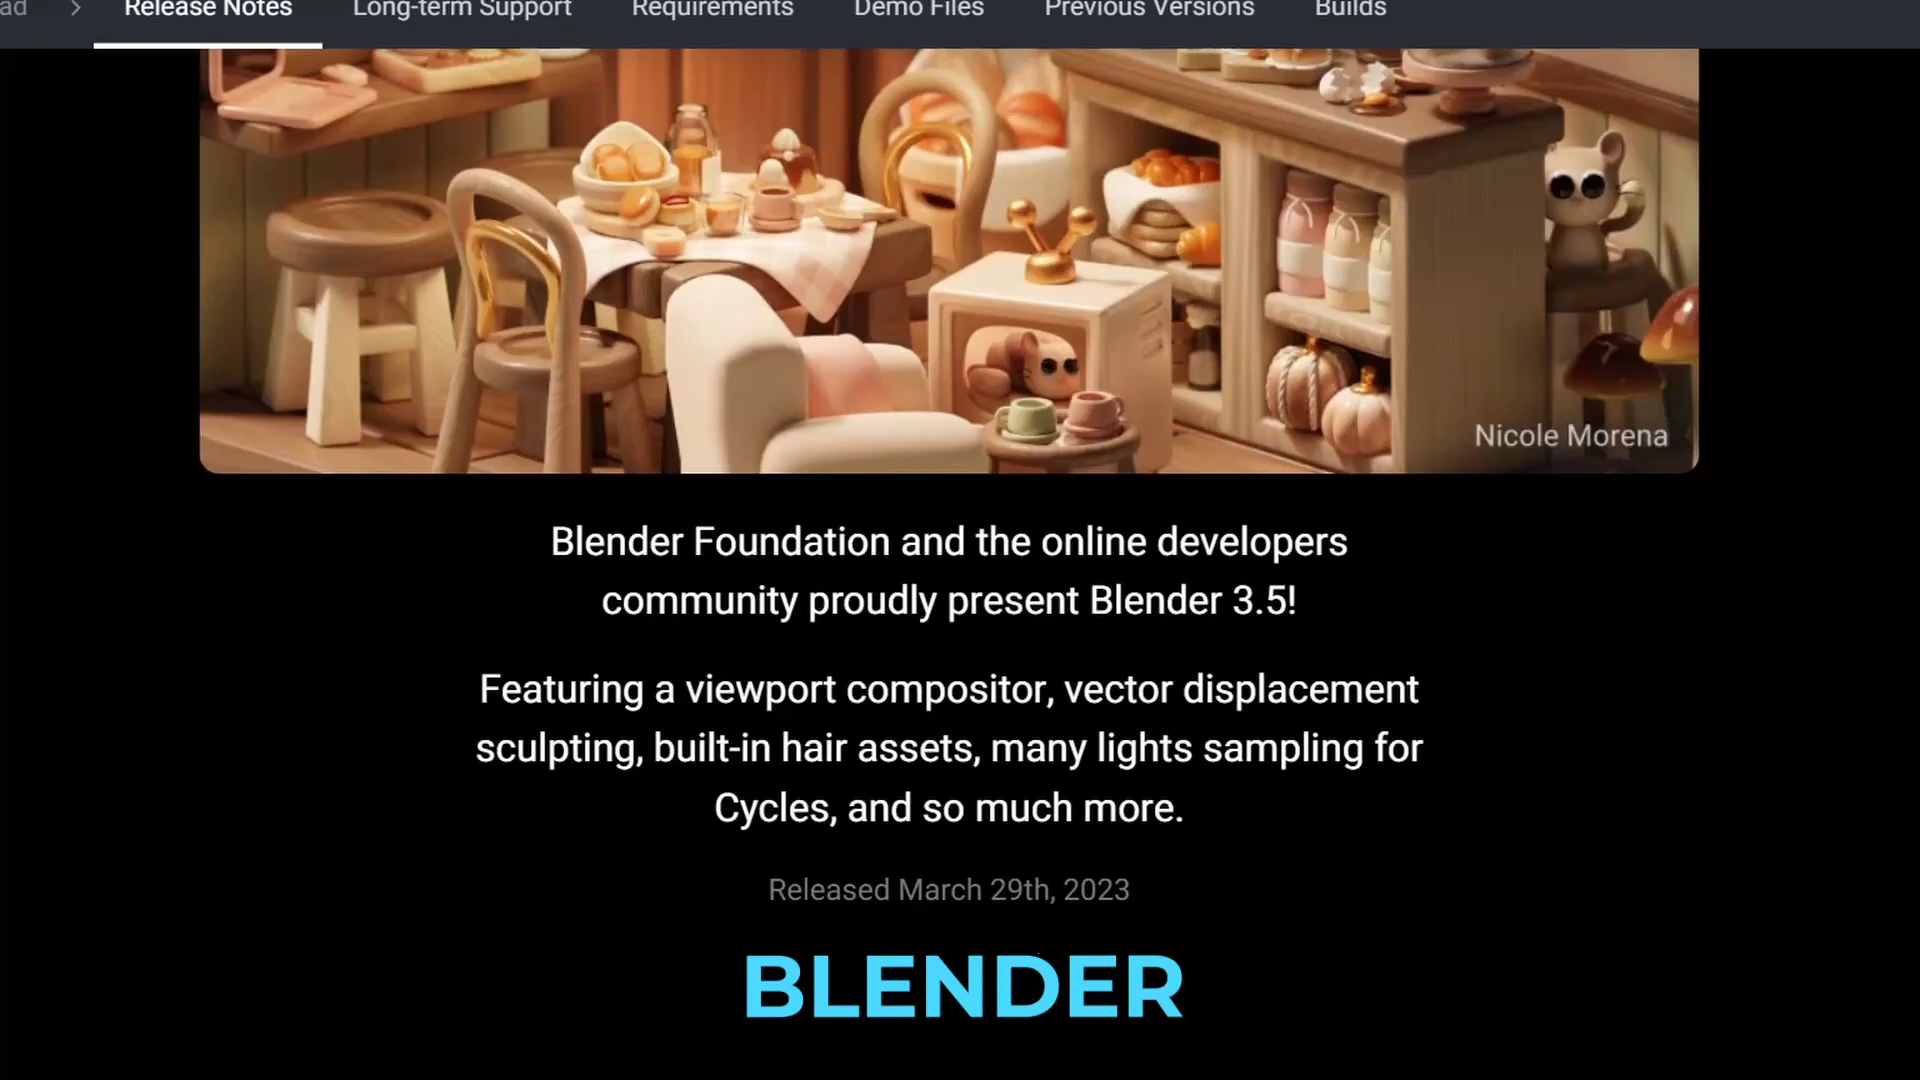 ad > Release Notes Long-term Support Requirements Demo Files Previous Versions Builds
Nicole Morena
Blender Foundation and the online developers
community proudly present Blender 3.5!
Featuring a viewport compositor, vector displacement
sculpting, built-in hair assets, many lights sampling for
Cycles, and so much more.
Released March 29th, 2023
BLENDER